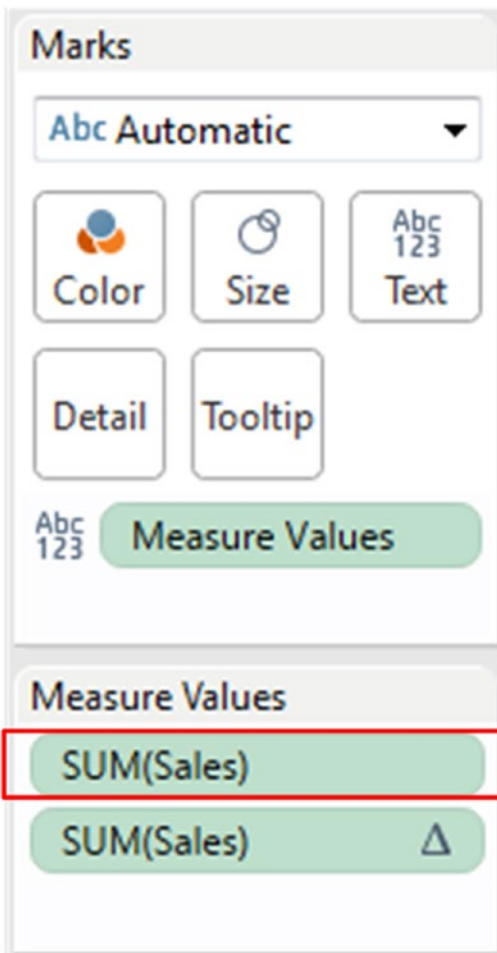 Marks
Abc Automatic
Color
Size
Abc
123
Text
Detail
Tooltip
Abc
123
Measure Values
Measure Values
SUM(Sales)
SUM(Sales) Δ